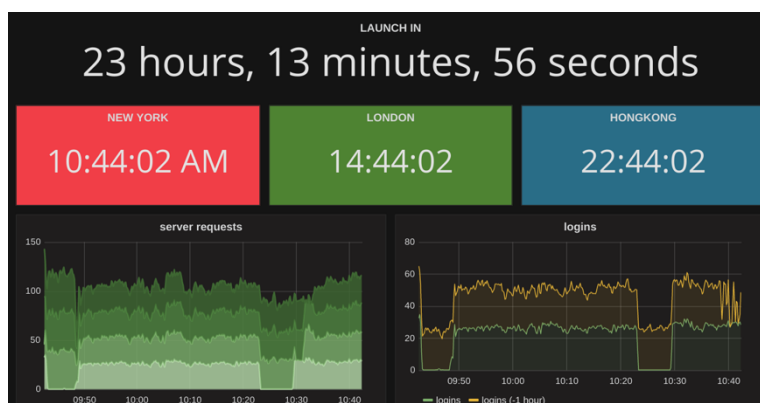 LAUNCH IN
23 hours, 13 minutes, 56 seconds
NEW YORK
LONDON
HONGKONG
10:44:02 AM
14:44:02
22:44:02
server requests
logins
150
100
50
0
09:50
10:00
10:10
10:20
10:30
10:40
80
60
40
20
0
09:50
10:00
10:10
10:20
10:30
10:40
logins
logins (-1 hour)